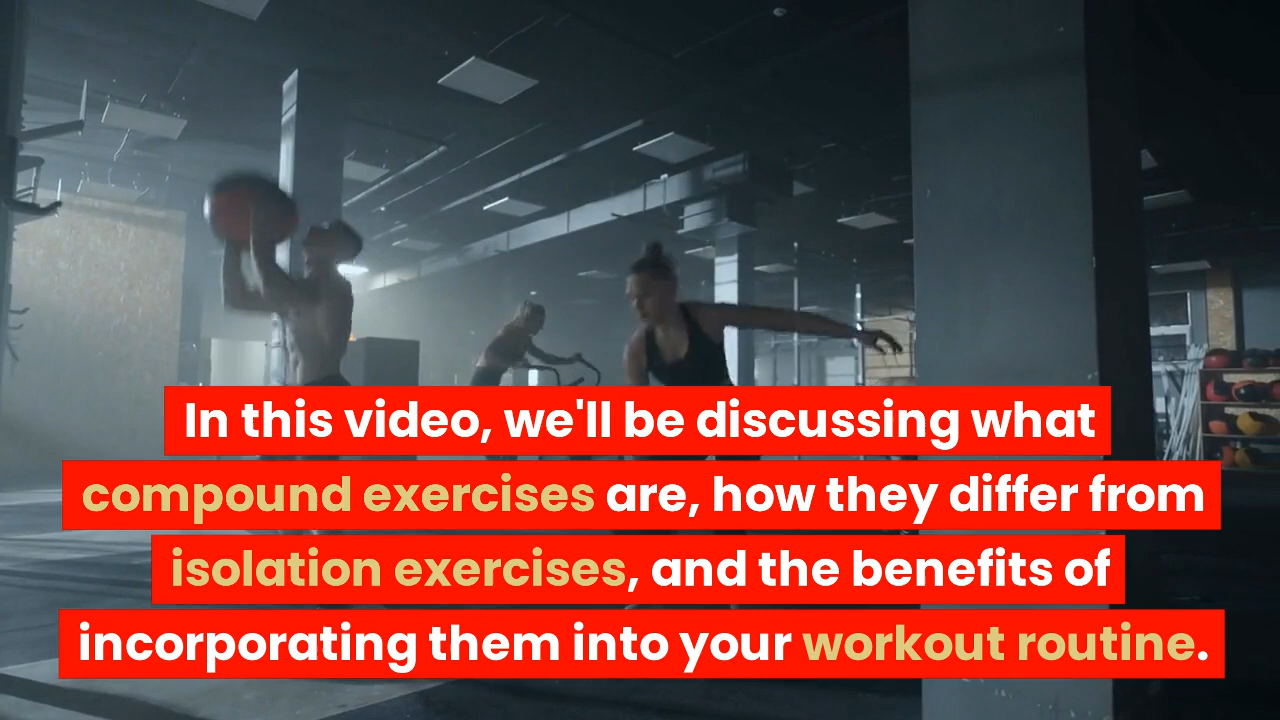 In this video, we'll be discussing what
compound exercises are, how they differ from
isolation exercises, and the benefits of
incorporating them into your workout routine.